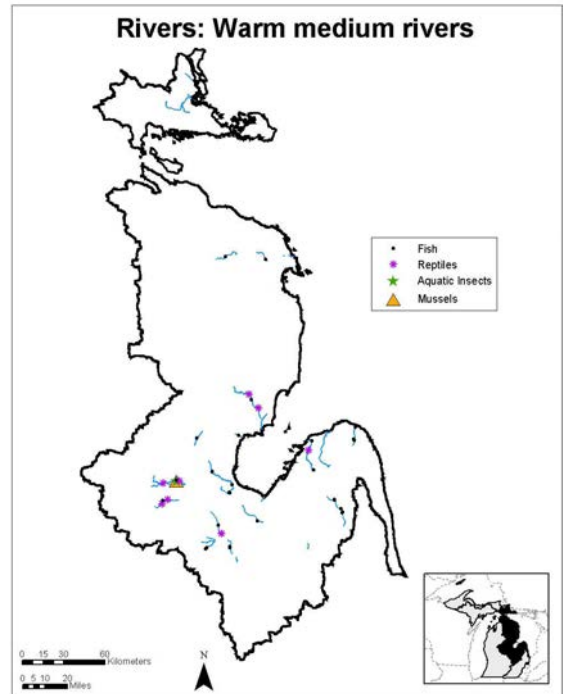 Rivers: Warm medium rivers
Fish
Reptiles
Aquatic Insects
Mussels
0 15 30 60
Kilometers
0 5 10 20
Miles
N